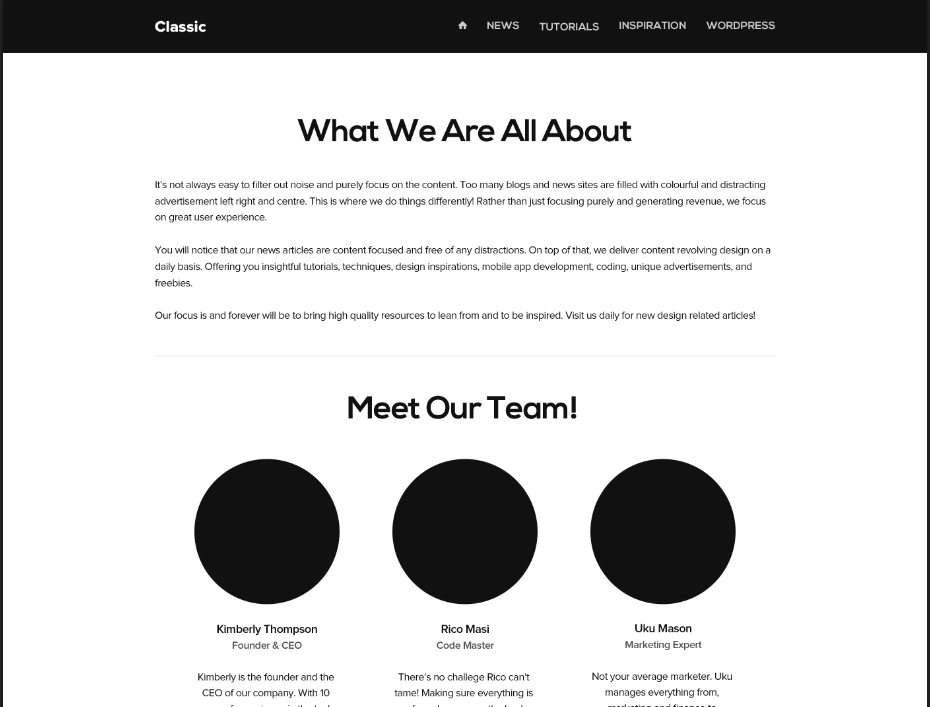 Classic
NEWS TUTORIALS INSPIRATION WORDPRESS
What We Are All About
It's not always easy to filter out noise and purely focus on the content. Too many blogs and news sites are filled with colourful and distracting
advertisement left right and centre. This is where we do things differently! Rather than just focusing purely and generating revenue, we focus
on great user experience.
You will notice that our news articles are content focused and free of any distractions. On top of that, we deliver content revolving design on a
daily basis. Offering you insightful tutorials, techniques, design inspirations, mobile app development, coding, unique advertisements, and
freebies.
Our focus is and forever will be to bring high quality resources to lean from and to be inspired. Visit us daily for new design related articles!
Meet Our Team!
Kimberly Thompson
Founder & CEO
Kimberly is the founder and the
CEO of our company. With 10
Rico Masi
Code Master
There's no challege Rico can't
tame! Making sure everything is
Uku Mason
Marketing Expert
Not your average marketer. Uku
manages everything from,
marketing and finance to